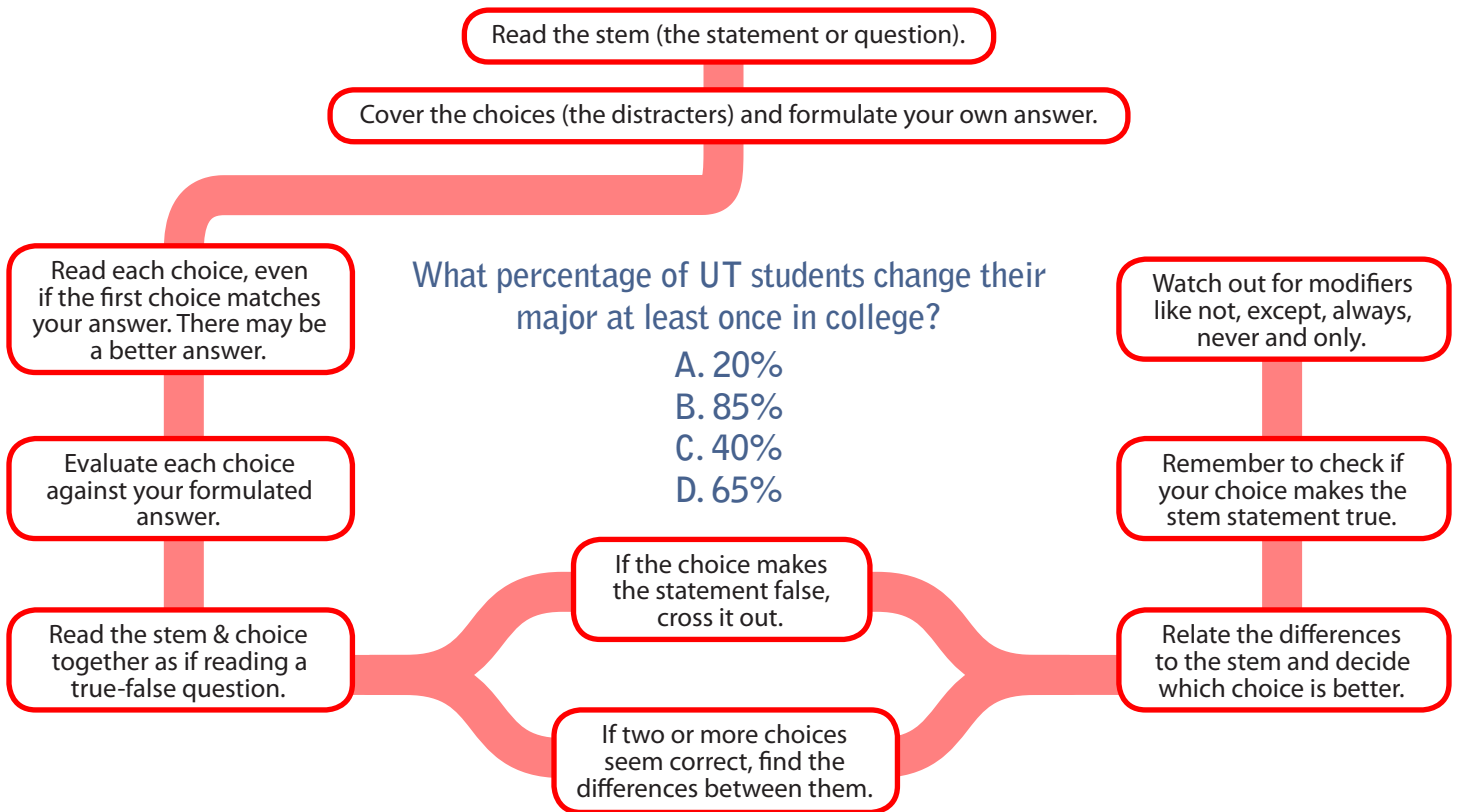 Read the stem (the statement or question).
Cover the choices (the distracters) and formulate your own answer.
Read each choice, even
if the first choice matches
your answer. There may be
a better answer.
Evaluate each choice
against your formulated
answer.
Read the stem & choice
together as if reading a
true-false question.
What percentage of UT students change their
major at least once in college?
A. 20%
B. 85%
C. 40%
D. 65%
If the choice makes
the statement false,
cross it out.
If two or more choices
seem correct, find the
differences between them.
Relate the differences
to the stem and decide
which choice is better.
Remember to check if
your choice makes the
stem statement true.
Watch out for modifiers
like not, except, always,
never and only.